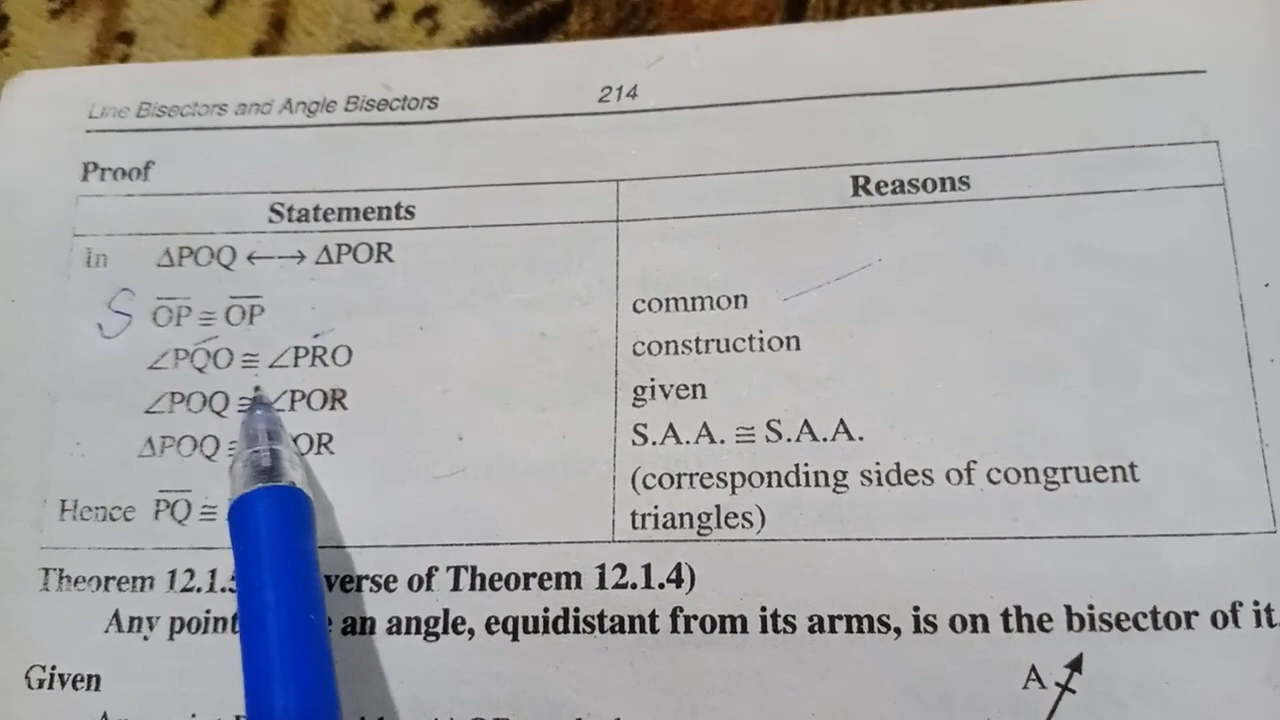 Line Bisectors and Angle Bisectors 214
Proof
Statements Reasons
In ΔPOQ ←→ ΔPOR
S OP ≅ OP common
∠PQO ≅ ∠PRO construction
∠POQ ≅ ∠POR given
∴ ΔPOQ ≅ OR S.A.A. ≅ S.A.A.
Hence PQ ≅ (corresponding sides of congruent
triangles)
Theorem 12.1. verse of Theorem 12.1.4)
Any point an angle, equidistant from its arms, is on the bisector of it.
Given
A